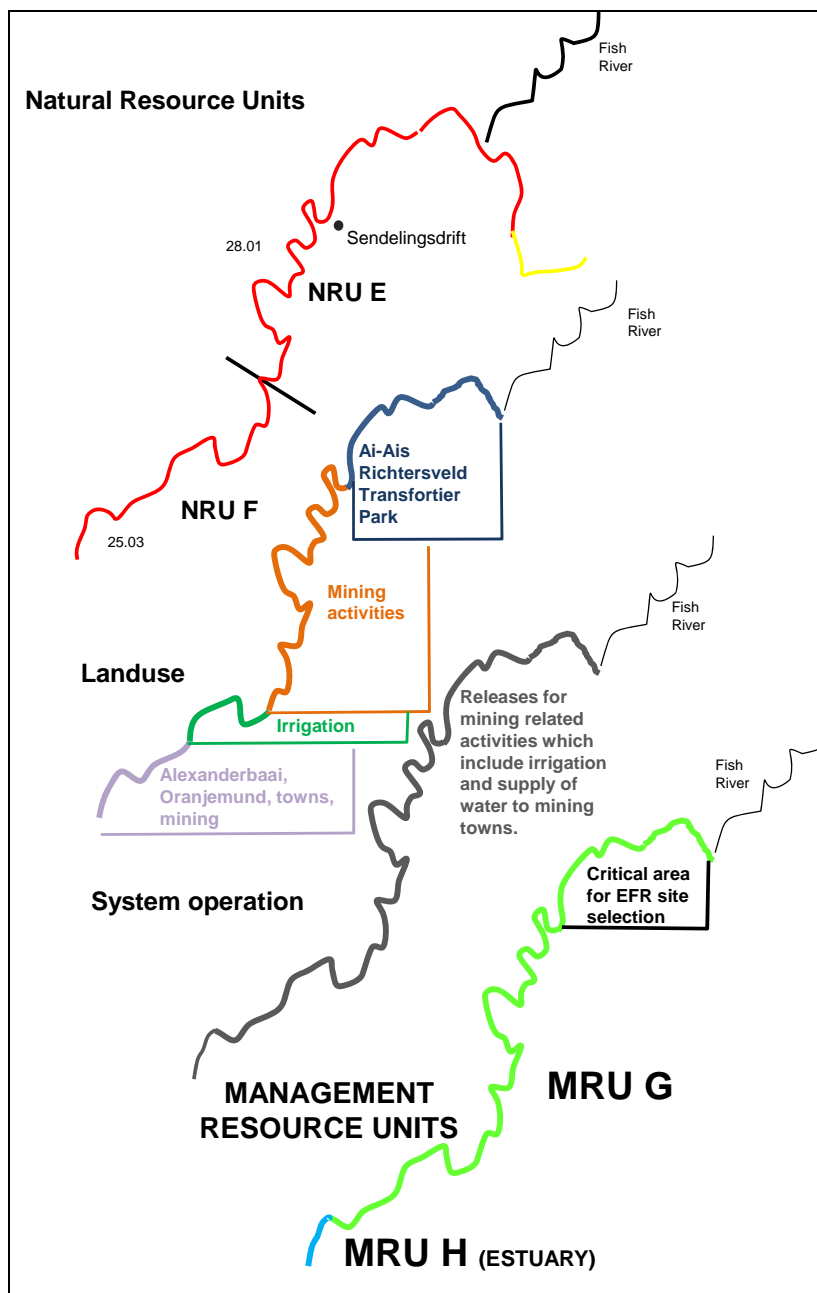 Fish
River
Natural Resource Units
Sendelingsdrift
28.01
NRU E
Fish
River
Ai-Ais
Richtersveld
Transfortier
Park
NRU F
25.03
Mining
activities
Fish
River
Landuse
Releases for
mining related
activities which
include irrigation
and supply of
water to mining
towns.
Irrigation
Alexanderbaai,
Oranjemund, towns,
mining
Fish
River
System operation
Critical area
for EFR site
selection
MANAGEMENT
RESOURCE UNITS
MRU G
MRU H (ESTUARY)